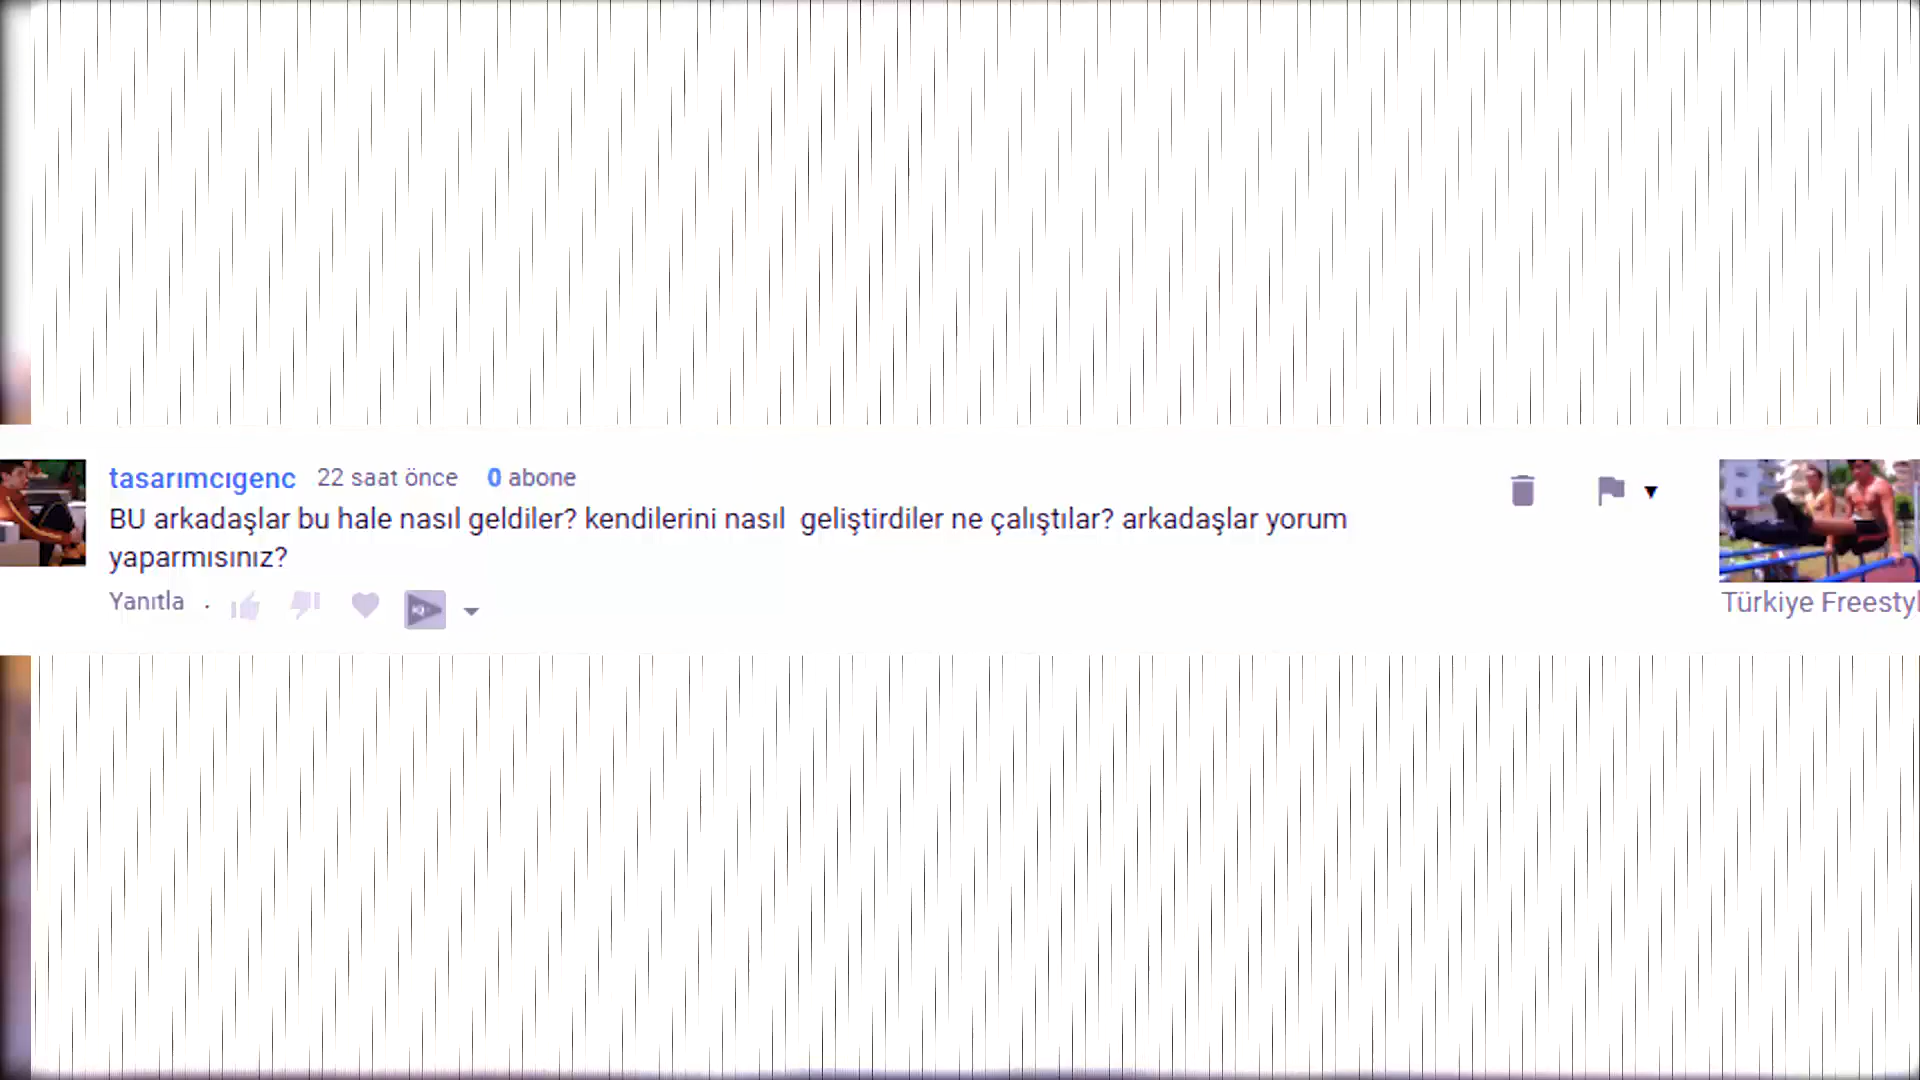 tasarımcıgenc 22 saat önce 0 abone
BU arkadaşlar bu hale nasıl geldiler? kendilerini nasıl  geliştirdiler ne çalıştılar? arkadaşlar yorum
yaparmısınız?
Yanıtla .
Türkiye Freestyl